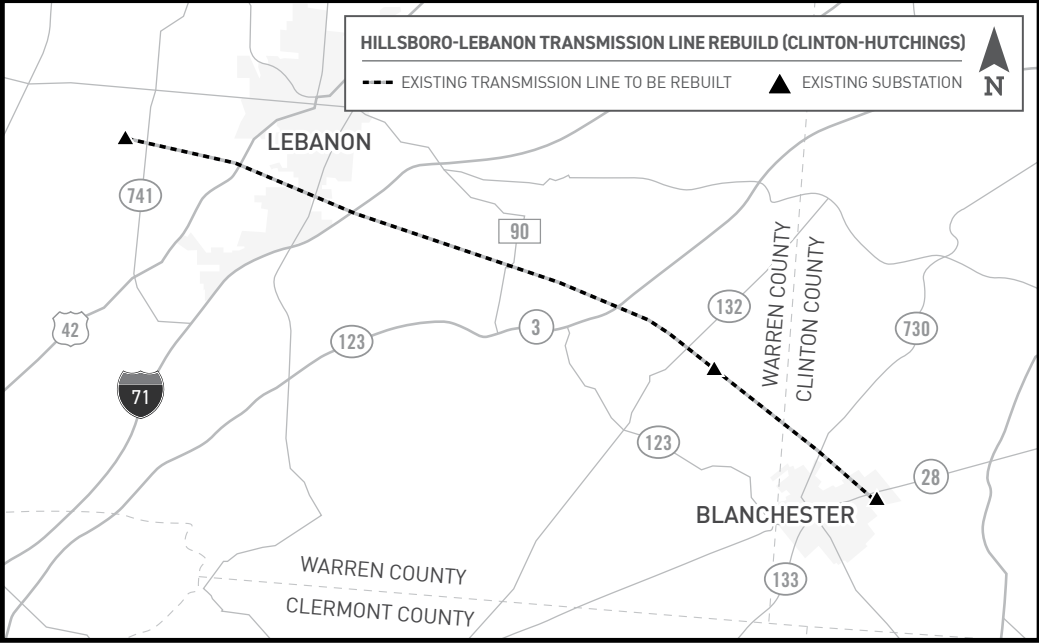 HILLSBORO-LEBANON TRANSMISSION LINE REBUILD (CLINTON-HUTCHINGS)
EXISTING TRANSMISSION LINE TO BE REBUILT
EXISTING SUBSTATION
N
LEBANON
741
90
WARREN COUNTY
CLINTON COUNTY
132
42
123
3
730
71
123
28
BLANCHESTER
WARREN COUNTY
133
CLERMONT COUNTY